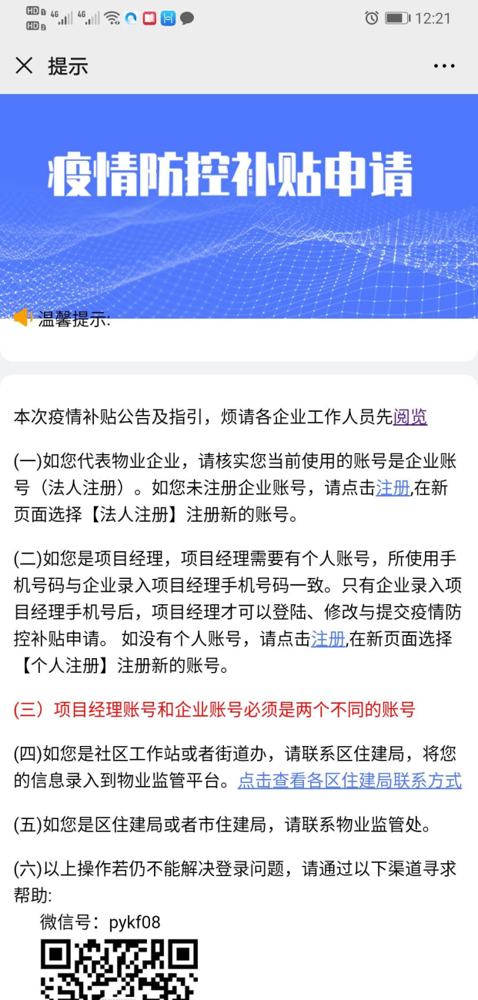 HD 1 4G 4G 12:21
HD 2
提示
疫情防控补贴申请
温馨提示:
本次疫情补贴公告及指引，烦请各企业工作人员先阅览
(一)如您代表物业企业，请核实您当前使用的账号是企业账
号（法人注册）。如您未注册企业账号，请点击注册,在新
页面选择【法人注册】注册新的账号。
(二)如您是项目经理，项目经理需要有个人账号，所使用手
机号码与企业录入项目经理手机号码一致。只有企业录入项
目经理手机号后，项目经理才可以登陆、修改与提交疫情防
控补贴申请。 如没有个人账号，请点击注册,在新页面选择
【个人注册】注册新的账号。
(三）项目经理账号和企业账号必须是两个不同的账号
(四)如您是社区工作站或者街道办，请联系区住建局，将您
的信息录入到物业监管平台。点击查看各区住建局联系方式
(五)如您是区住建局或者市住建局，请联系物业监管处。
(六)以上操作若仍不能解决登录问题，请通过以下渠道寻求
帮助:
微信号：pykf08